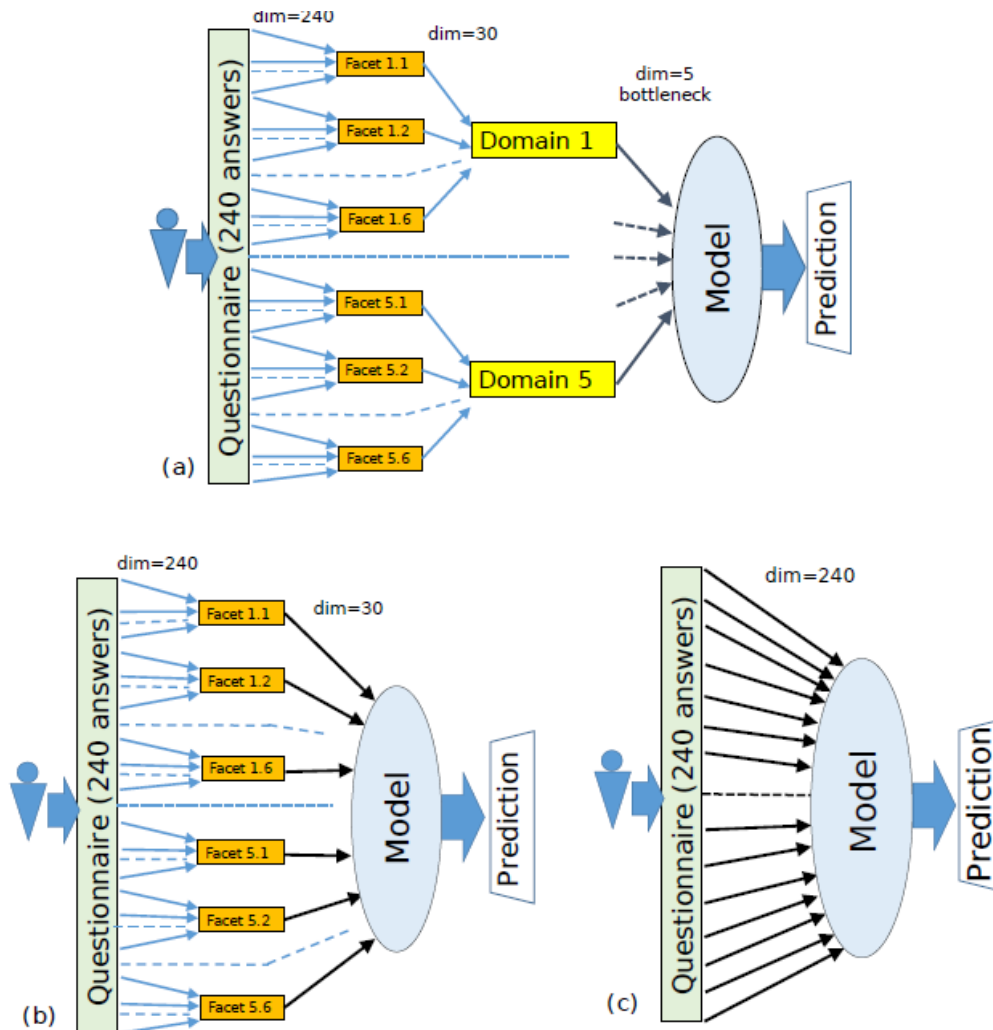 dim=240
dim=30
dim=5
bottleneck
Questionnaire (240 answers)
Facet 1.1
Facet 1.2
Facet 1.6
Facet 5.1
Facet 5.2
Facet 5.6
Domain 1
Domain 5
Model
Prediction
(a)
dim=240
dim=30
Questionnaire (240 answers)
Facet 1.1
Facet 1.2
Facet 1.6
Facet 5.1
Facet 5.2
Facet 5.6
Model
Prediction
(b)
dim=240
Questionnaire (240 answers)
Model
Prediction
(c)